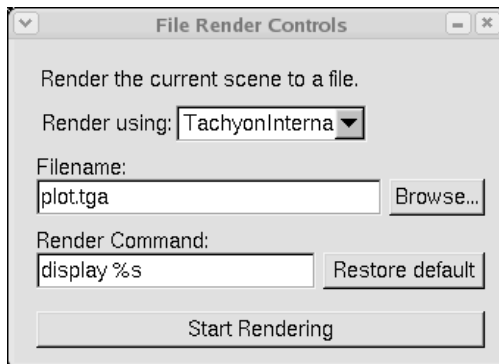 File Render Controls
Render the current scene to a file.
Render using: TachyonInterna
Filename:
plot.tga Browse...
Render Command:
display %s Restore default
Start Rendering